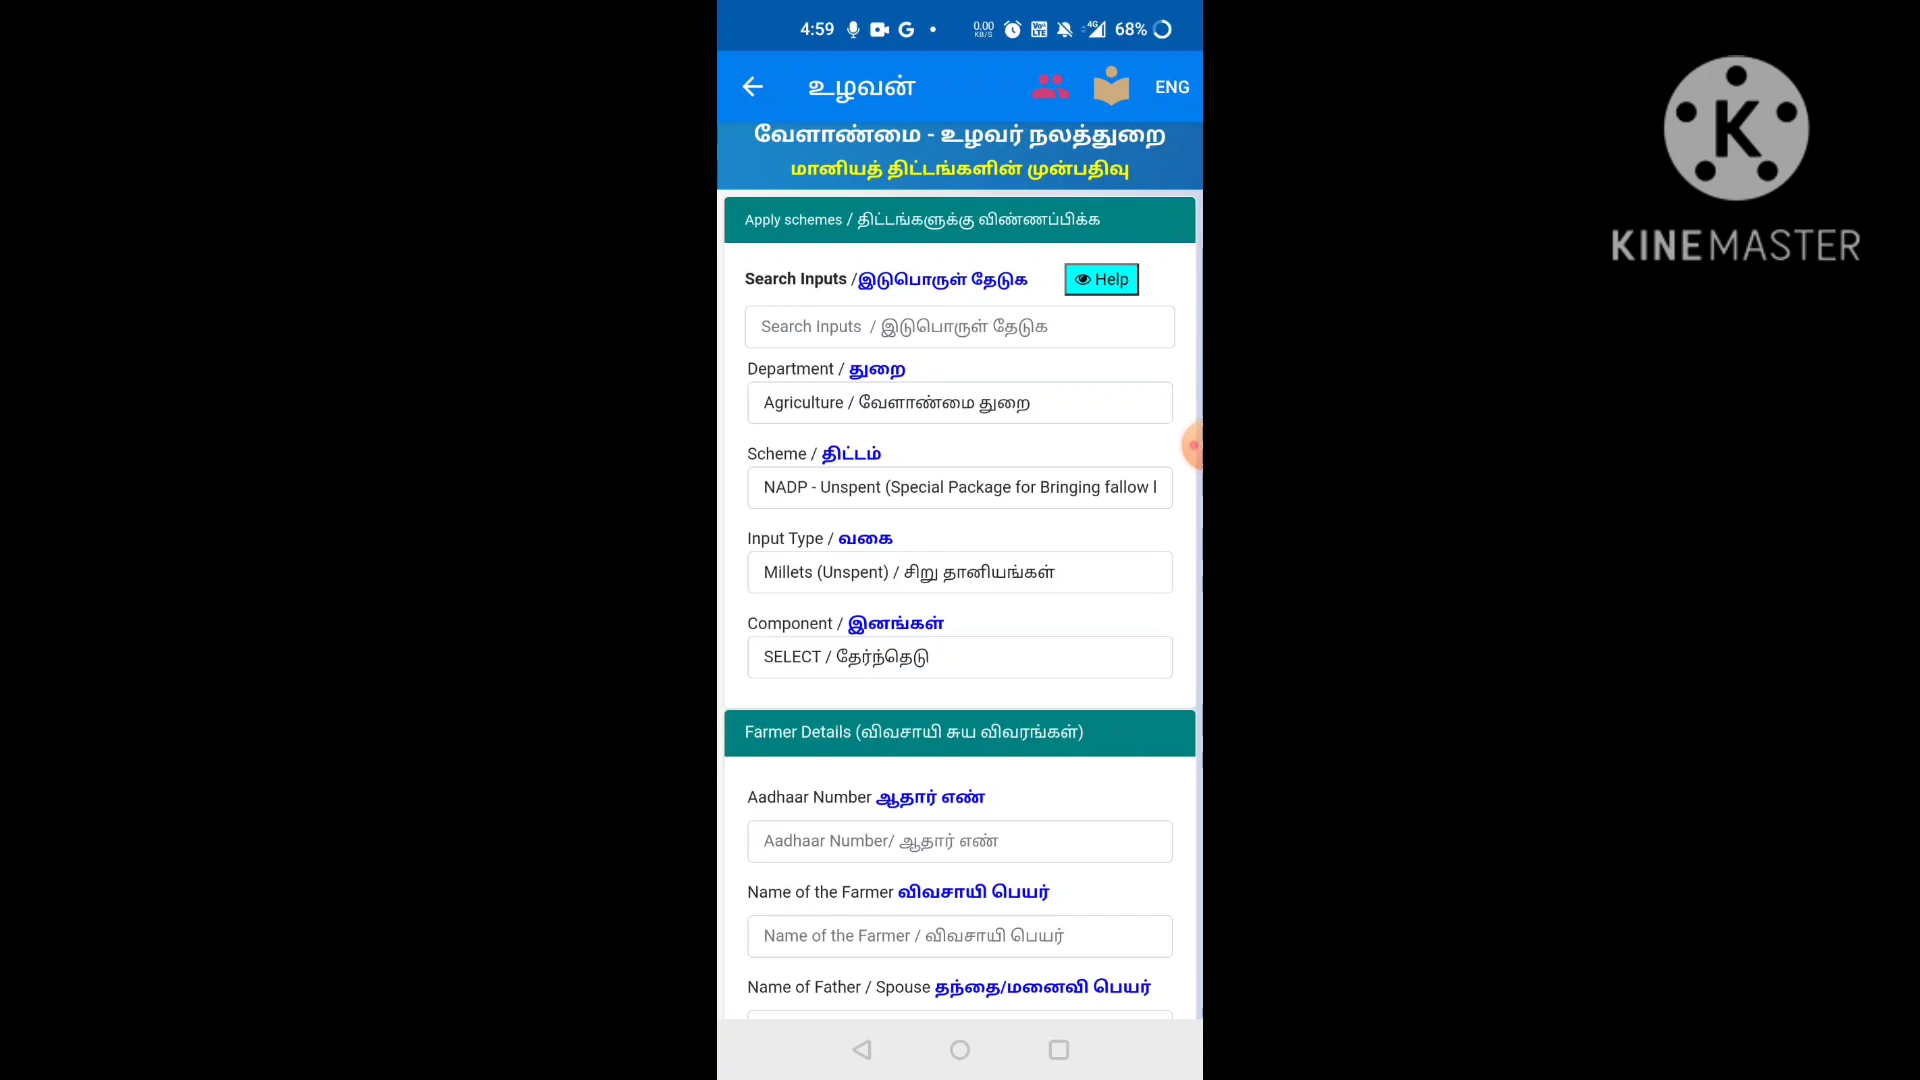 4:59 0.00 KB/S Vo LTE 4G 68%
உழவன் ENG
வேளாண்மை - உழவர் நலத்துறை
மானியத் திட்டங்களின் முன்பதிவு
Apply schemes / திட்டங்களுக்கு விண்ணப்பிக்க
Search Inputs /இடுபொருள் தேடுக Help
Search Inputs / இடுபொருள் தேடுக
Department / துறை
Agriculture / வேளாண்மை துறை
Scheme / திட்டம்
NADP - Unspent (Special Package for Bringing fallow l
Input Type / வகை
Millets (Unspent) / சிறு தானியங்கள்
Component / இனங்கள்
SELECT / தேர்ந்தெடு
Farmer Details (விவசாயி சுய விவரங்கள்)
Aadhaar Number ஆதார் எண்
Aadhaar Number/ ஆதார் எண்
Name of the Farmer விவசாயி பெயர்
Name of the Farmer / விவசாயி பெயர்
Name of Father / Spouse தந்தை/மனைவி பெயர்
K
KINEMASTER